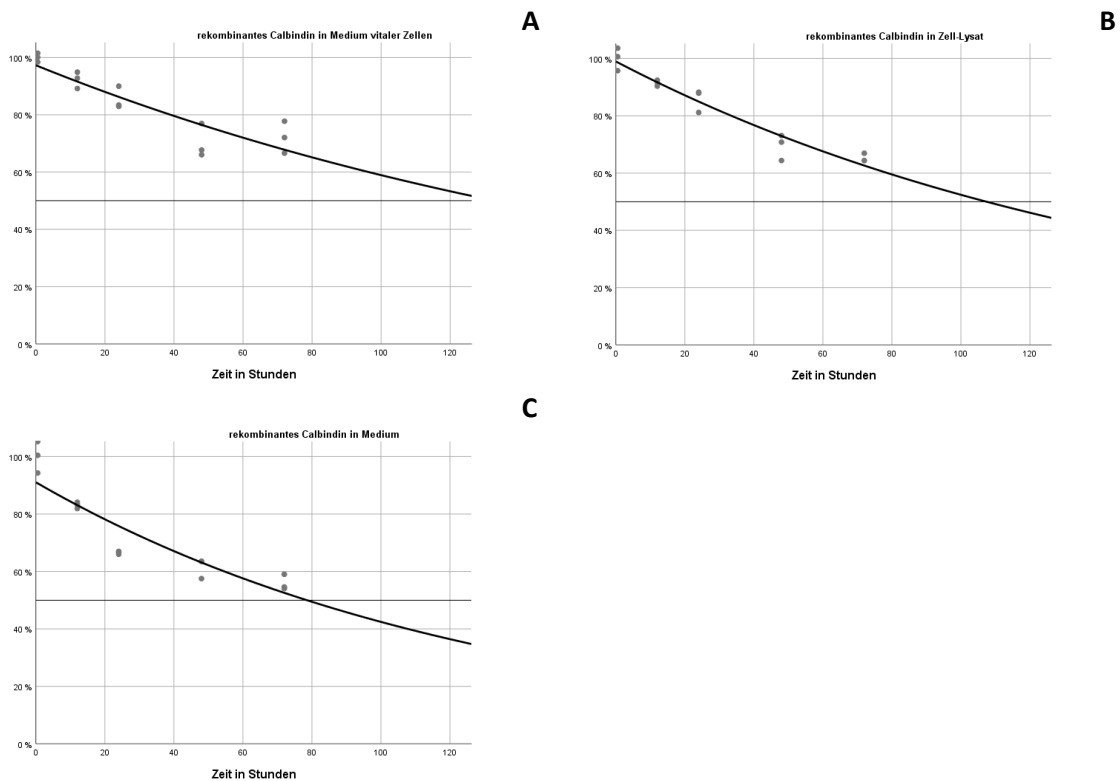 A
rekombinantes Calbindin in Medium vitaler Zellen
100 %
80 %
60 %
40 %
20 %
0 %
0 20 40 60 80 100 120
Zeit in Stunden
B
rekombinantes Calbindin in Zell-Lysat
100 %
80 %
60 %
40 %
20 %
0 %
0 20 40 60 80 100 120
Zeit in Stunden
C
rekombinantes Calbindin in Medium
100 %
80 %
60 %
40 %
20 %
0 %
0 20 40 60 80 100 120
Zeit in Stunden